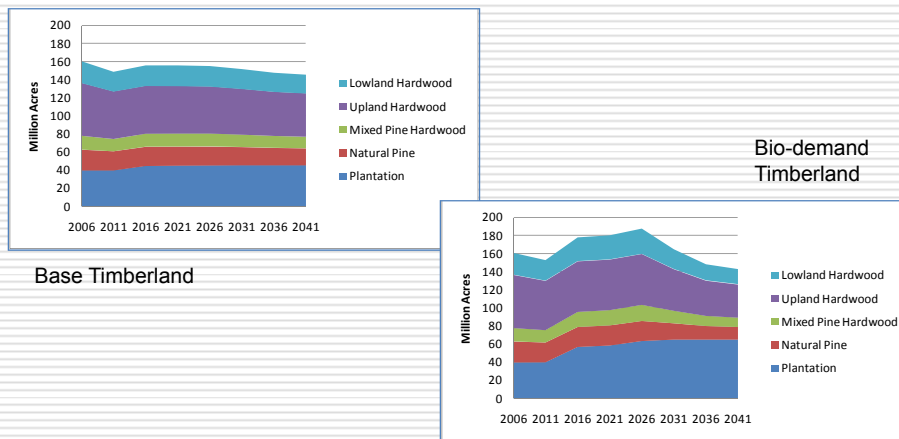 200
180
160
140
120
100
80
60
40
20
0
Million Acres
2006 2011 2016 2021 2026 2031 2036 2041
Lowland Hardwood
Upland Hardwood
Mixed Pine Hardwood
Natural Pine
Plantation
Base Timberland
Bio-demand
Timberland
200
180
160
140
120
100
80
60
40
20
0
Million Acres
2006 2011 2016 2021 2026 2031 2036 2041
Lowland Hardwood
Upland Hardwood
Mixed Pine Hardwood
Natural Pine
Plantation